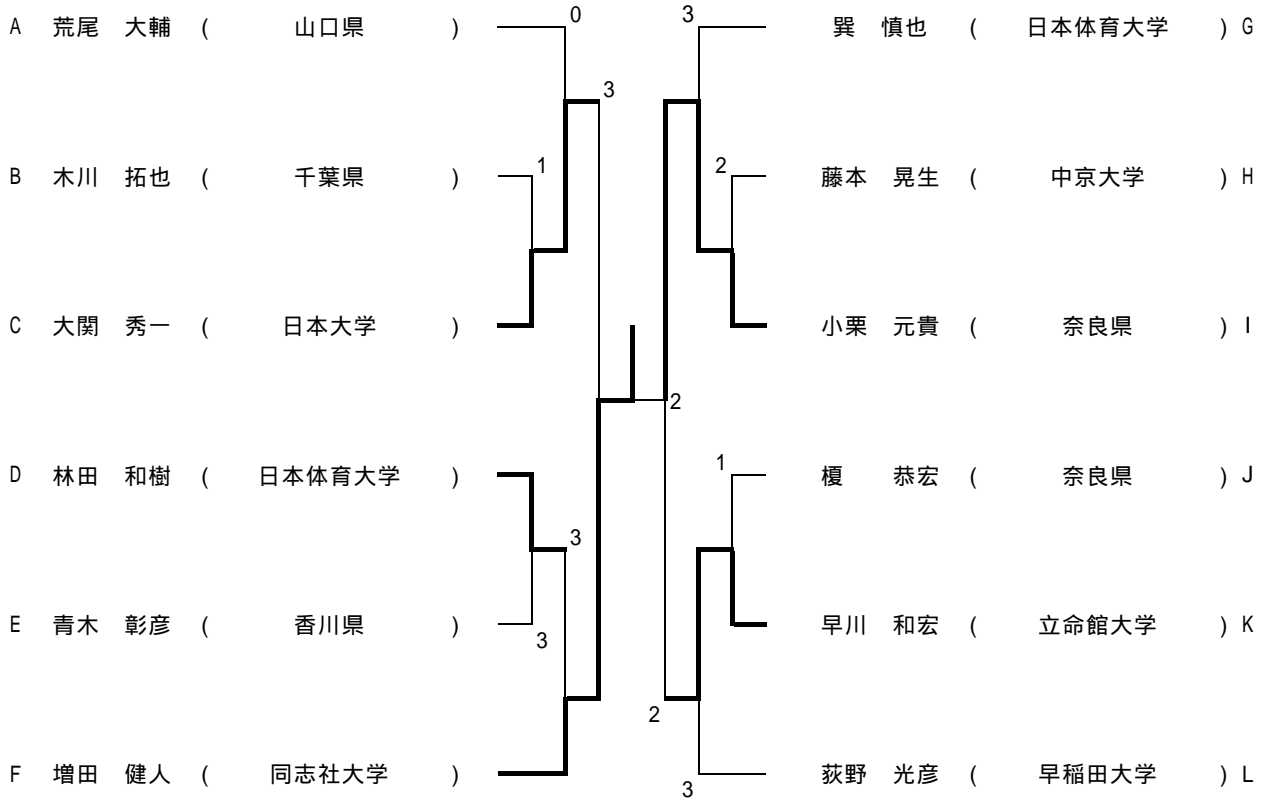 0 3
A 荒尾 大輔 ( 山口県 ) 巽 慎也 ( 日本体育大学 ) G
3
1 2
B 木川 拓也 ( 千葉県 ) 藤本 晃生 ( 中京大学 ) H
C 大関 秀一 ( 日本大学 ) 小栗 元貴 ( 奈良県 ) I
2
1
D 林田 和樹 ( 日本体育大学 ) 榎 恭宏 ( 奈良県 ) J
3
E 青木 彰彦 ( 香川県 ) 早川 和宏 ( 立命館大学 ) K
3
2
F 増田 健人 ( 同志社大学 ) 荻野 光彦 ( 早稲田大学 ) L
3